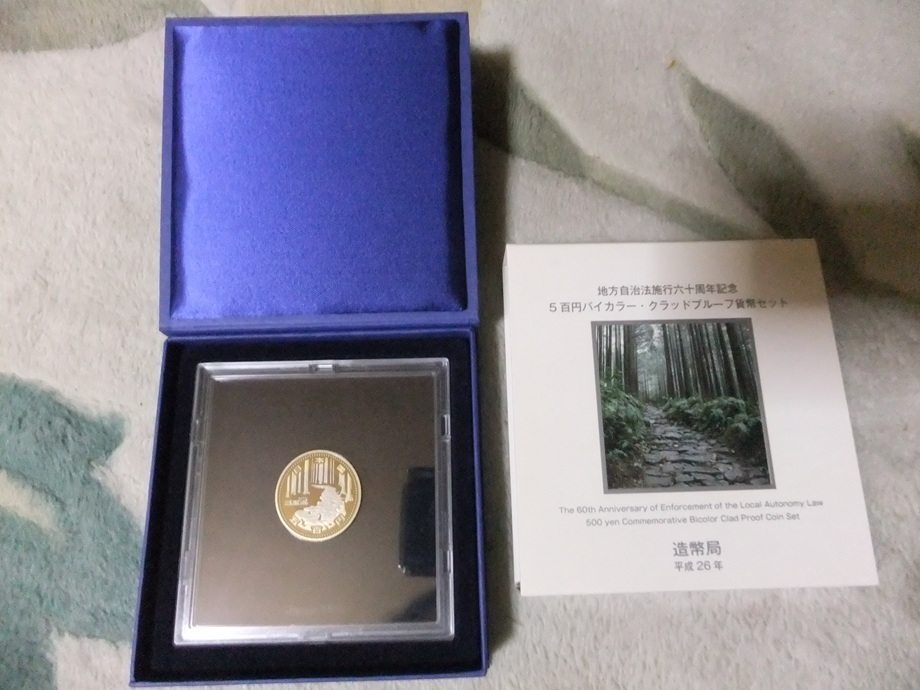 地方自治法施行六十周年記念
5百円バイカラー・クラッドプルーフ貨幣セット
The 60th Anniversary of Enforcement of the Local Autonomy Law
500 yen Commemorative Bicolor Clad Proof Coin Set
造幣局
平成26年